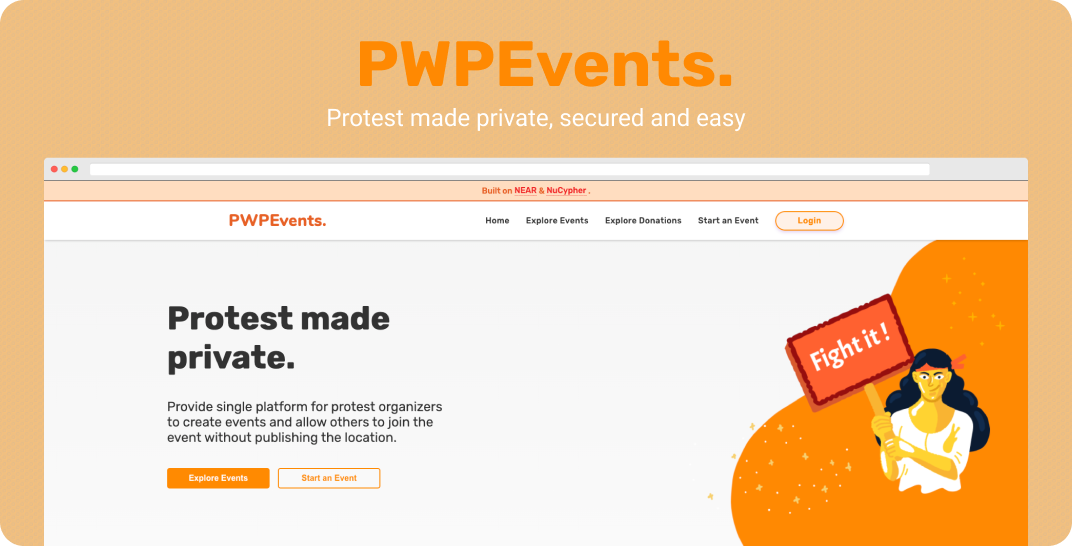 PWPEvents.
Protest made private, secured and easy
Built on NEAR & NuCypher .
PWPEvents.
Home
Explore Events
Explore Donations
Start an Event
Login
Protest made
private.
Fight it !
Provide single platform for protest organizers
to create events and allow others to join the
event without publishing the location.
Explore Events
Start an Event